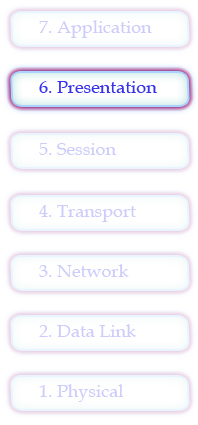 7. Application
6. Presentation
5. Session
4. Transport
3. Network
2. Data Link
1. Physical